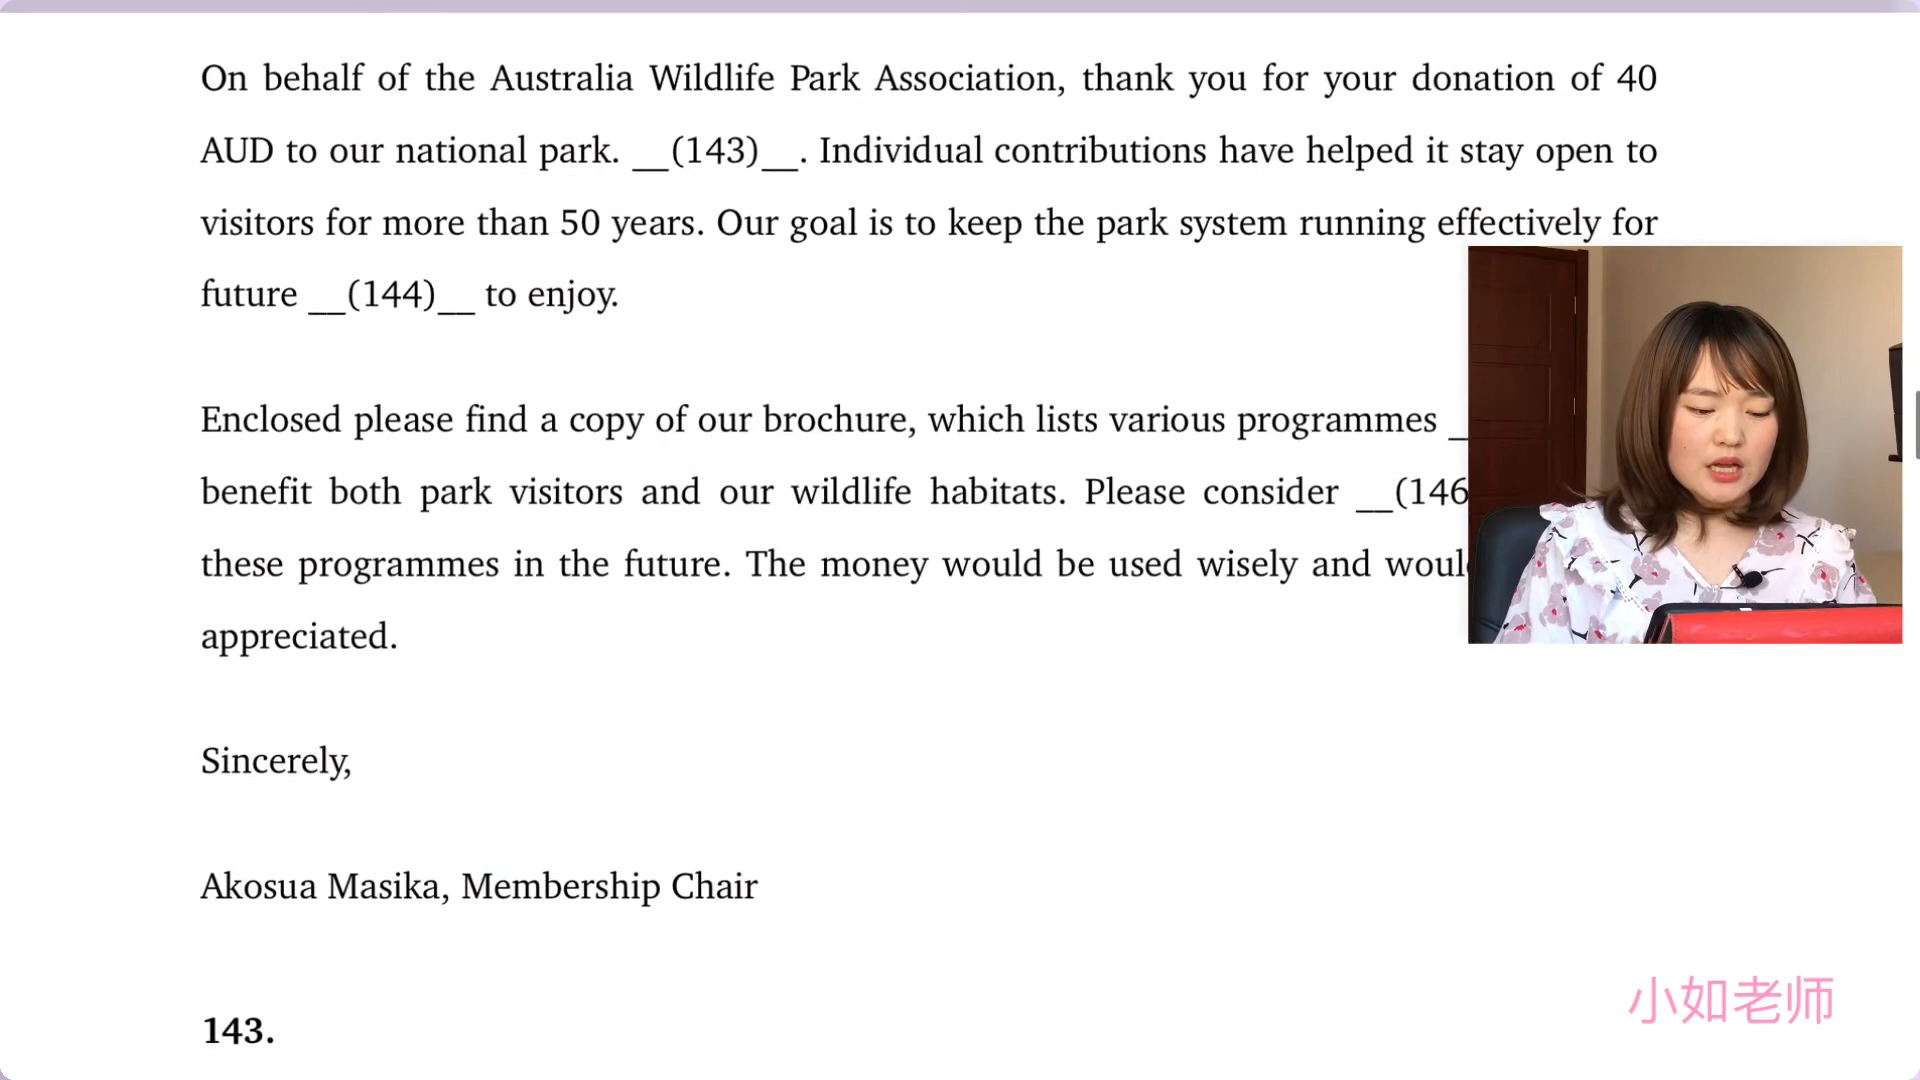 On behalf of the Australia Wildlife Park Association, thank you for your donation of 40
AUD to our national park. __(143)__. Individual contributions have helped it stay open to
visitors for more than 50 years. Our goal is to keep the park system running effectively for
future __(144)__ to enjoy.
Enclosed please find a copy of our brochure, which lists various programmes _
benefit both park visitors and our wildlife habitats. Please consider __(146
these programmes in the future. The money would be used wisely and
appreciated.
Sincerely,
Akosua Masika, Membership Chair
143.
小如老师